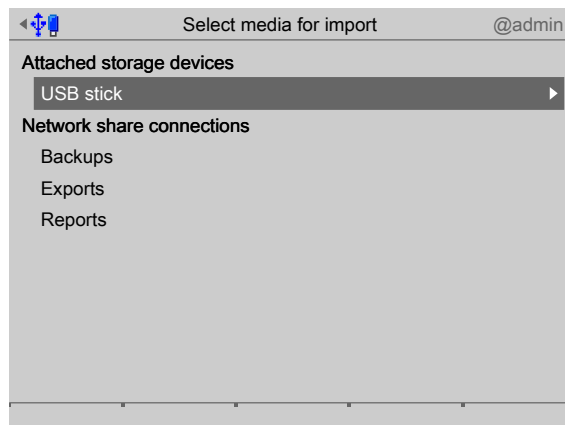 Select media for import @admin
Attached storage devices
USB stick
Network share connections
Backups
Exports
Reports